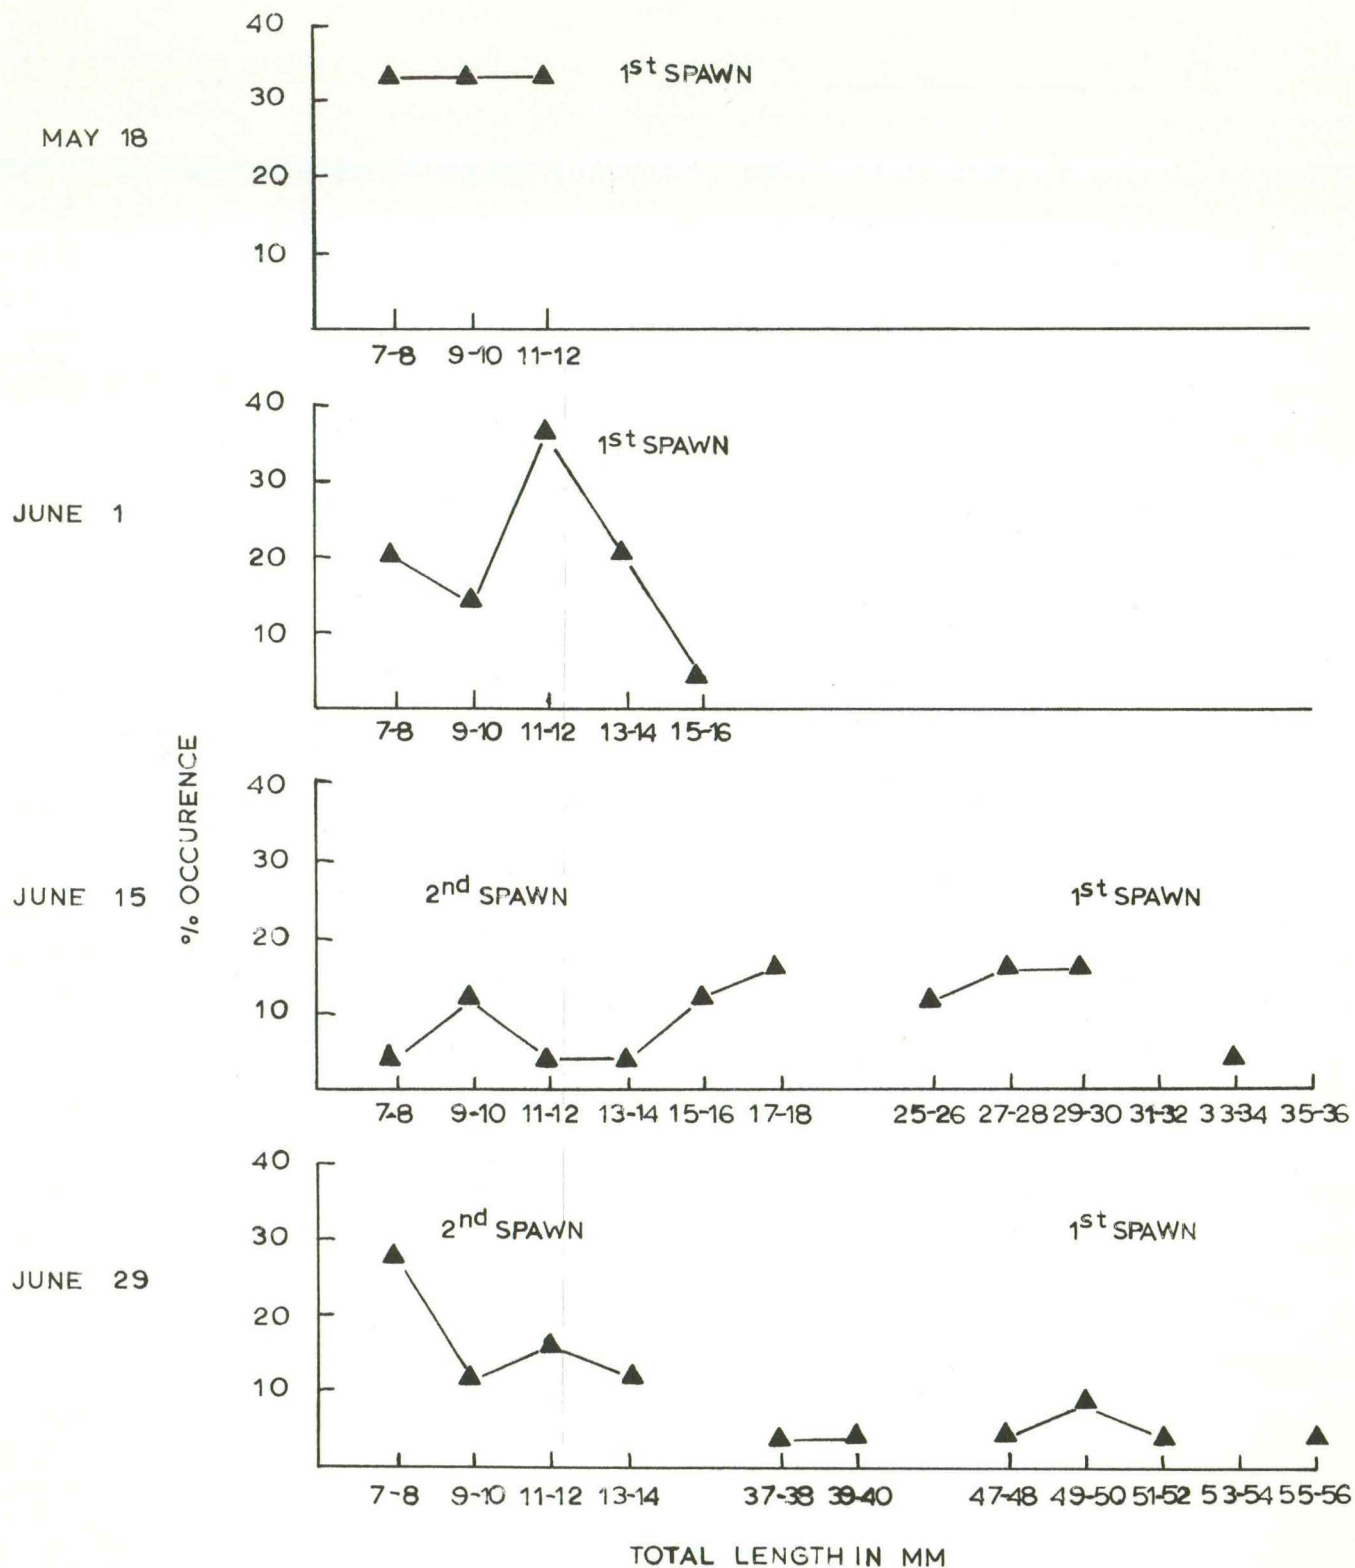 40
1st SPAWN
30
MAY 18
20
10
7-8 9-10 11-12
40
1st SPAWN
30
JUNE 1
20
10
7-8 9-10 11-12 13-14 15-16
% OCCURENCE
40
30
JUNE 15
2nd SPAWN 1st SPAWN
20
10
7-8 9-10 11-12 13-14 15-16 17-18 25-26 27-28 29-30 31-32 33-34 35-36
40
2nd SPAWN 1st SPAWN
30
JUNE 29
20
10
7-8 9-10 11-12 13-14 37-38 39-40 47-48 49-50 51-52 53-54 55-56
TOTAL LENGTH IN MM